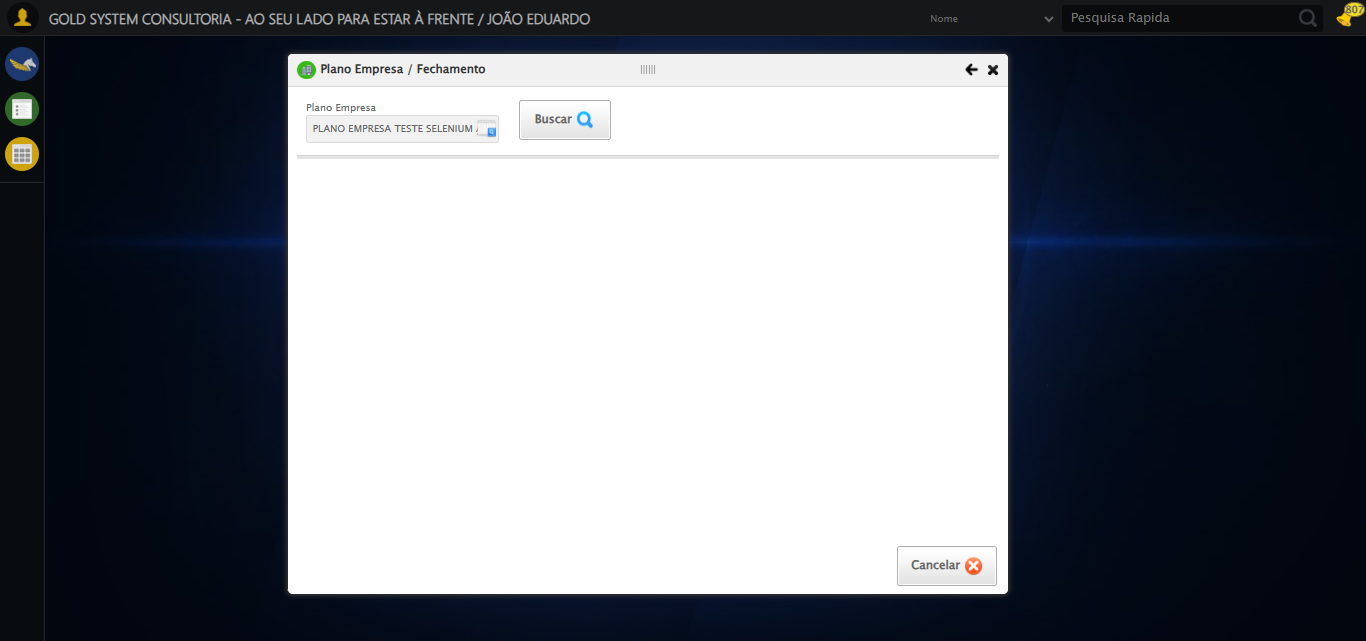 GOLD SYSTEM CONSULTORIA - AO SEU LADO PARA ESTAR À FRENTE / JOÃO EDUARDO
Nome
Pesquisa Rapida
807
Plano Empresa / Fechamento
Plano Empresa
PLANO EMPRESA TESTE SELENIUM
Buscar
Cancelar